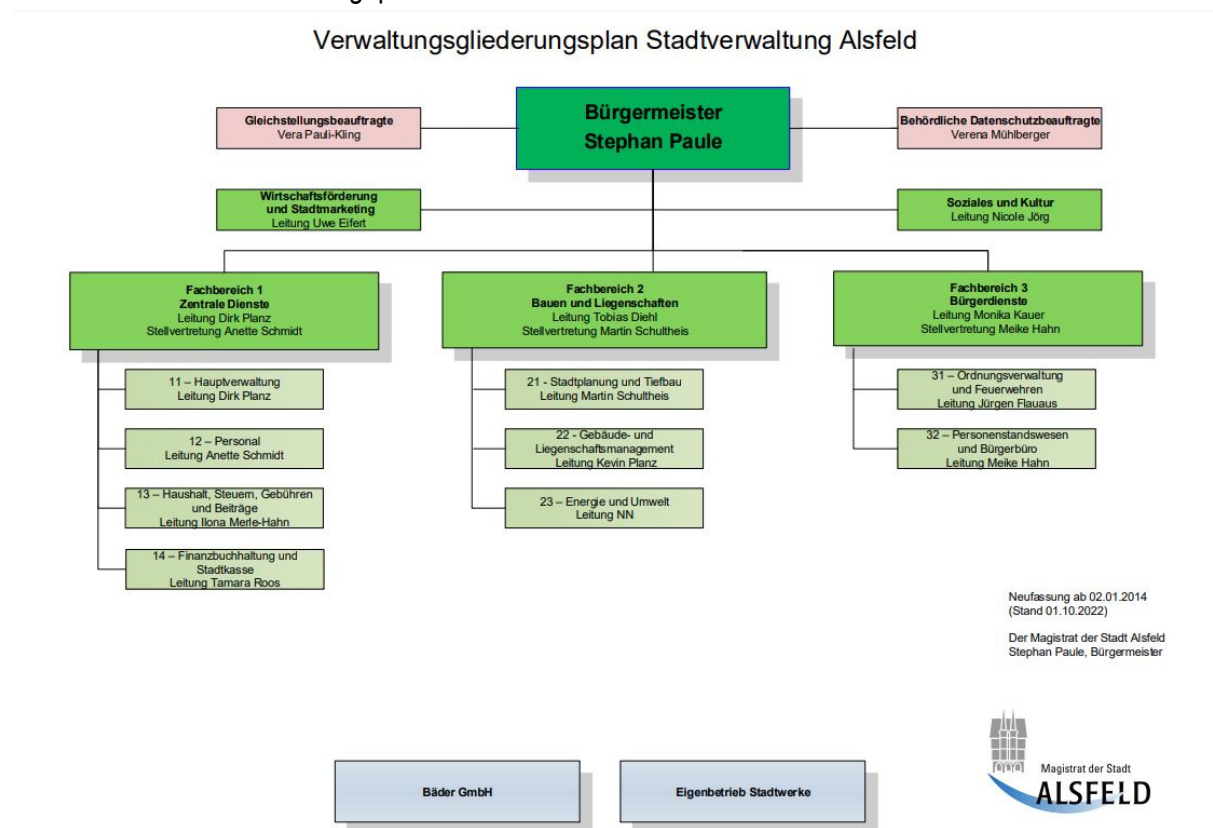 Verwaltungsgliederungsplan Stadtverwaltung Alsfeld
Bürgermeister
Stephan Paule
Gleichstellungsbeauftragte
Vera Pauli-Kling
Behördliche Datenschutzbeauftragte
Verena Mühlberger
Wirtschaftsförderung
und Stadtmarketing
Leitung Uwe Eifert
Soziales und Kultur
Leitung Nicole Jörg
Fachbereich 1
Zentrale Dienste
Leitung Dirk Planz
Stellvertretung Anette Schmidt
11 – Hauptverwaltung
Leitung Dirk Planz
12 – Personal
Leitung Anette Schmidt
13 – Haushalt, Steuern, Gebühren
und Beiträge
Leitung Ilona Merle-Hahn
14 – Finanzbuchhaltung und
Stadtkasse
Leitung Tamara Roos
Fachbereich 2
Bauen und Liegenschaften
Leitung Tobias Diehl
Stellvertretung Martin Schultheis
21 - Stadtplanung und Tiefbau
Leitung Martin Schultheis
22 - Gebäude- und
Liegenschaftsmanagement
Leitung Kevin Planz
23 – Energie und Umwelt
Leitung NN
Fachbereich 3
Bürgerdienste
Leitung Monika Kauer
Stellvertretung Meike Hahn
31 – Ordnungsverwaltung
und Feuerwehren
Leitung Jürgen Flauaus
32 – Personenstandswesen
und Bürgerbüro
Leitung Meike Hahn
Neufassung ab 02.01.2014
(Stand 01.10.2022)
Der Magistrat der Stadt Alsfeld
Stephan Paule, Bürgermeister
Bäder GmbH
Eigenbetrieb Stadtwerke
Magistrat der Stadt
ALSFELD